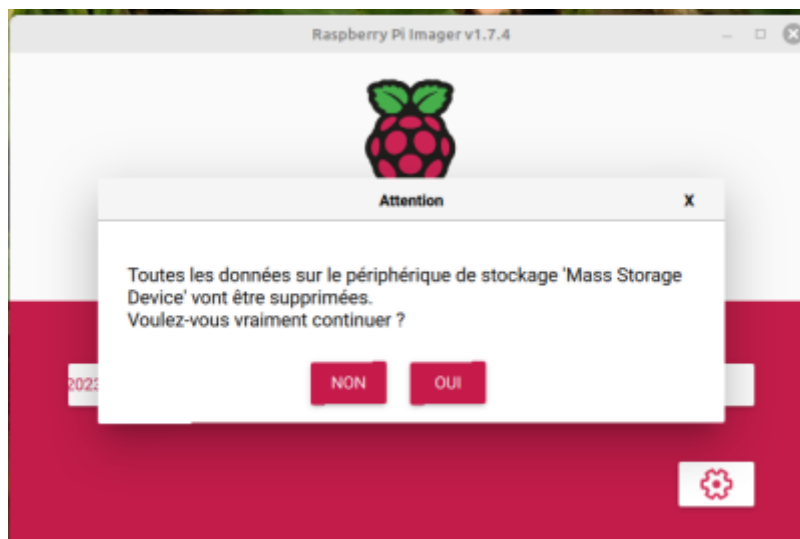 Raspberry Pi Imager v1.7.4
Attention
X
Toutes les données sur le périphérique de stockage 'Mass Storage
Device' vont être supprimées.
Voulez-vous vraiment continuer ?
2023
NON
OUI